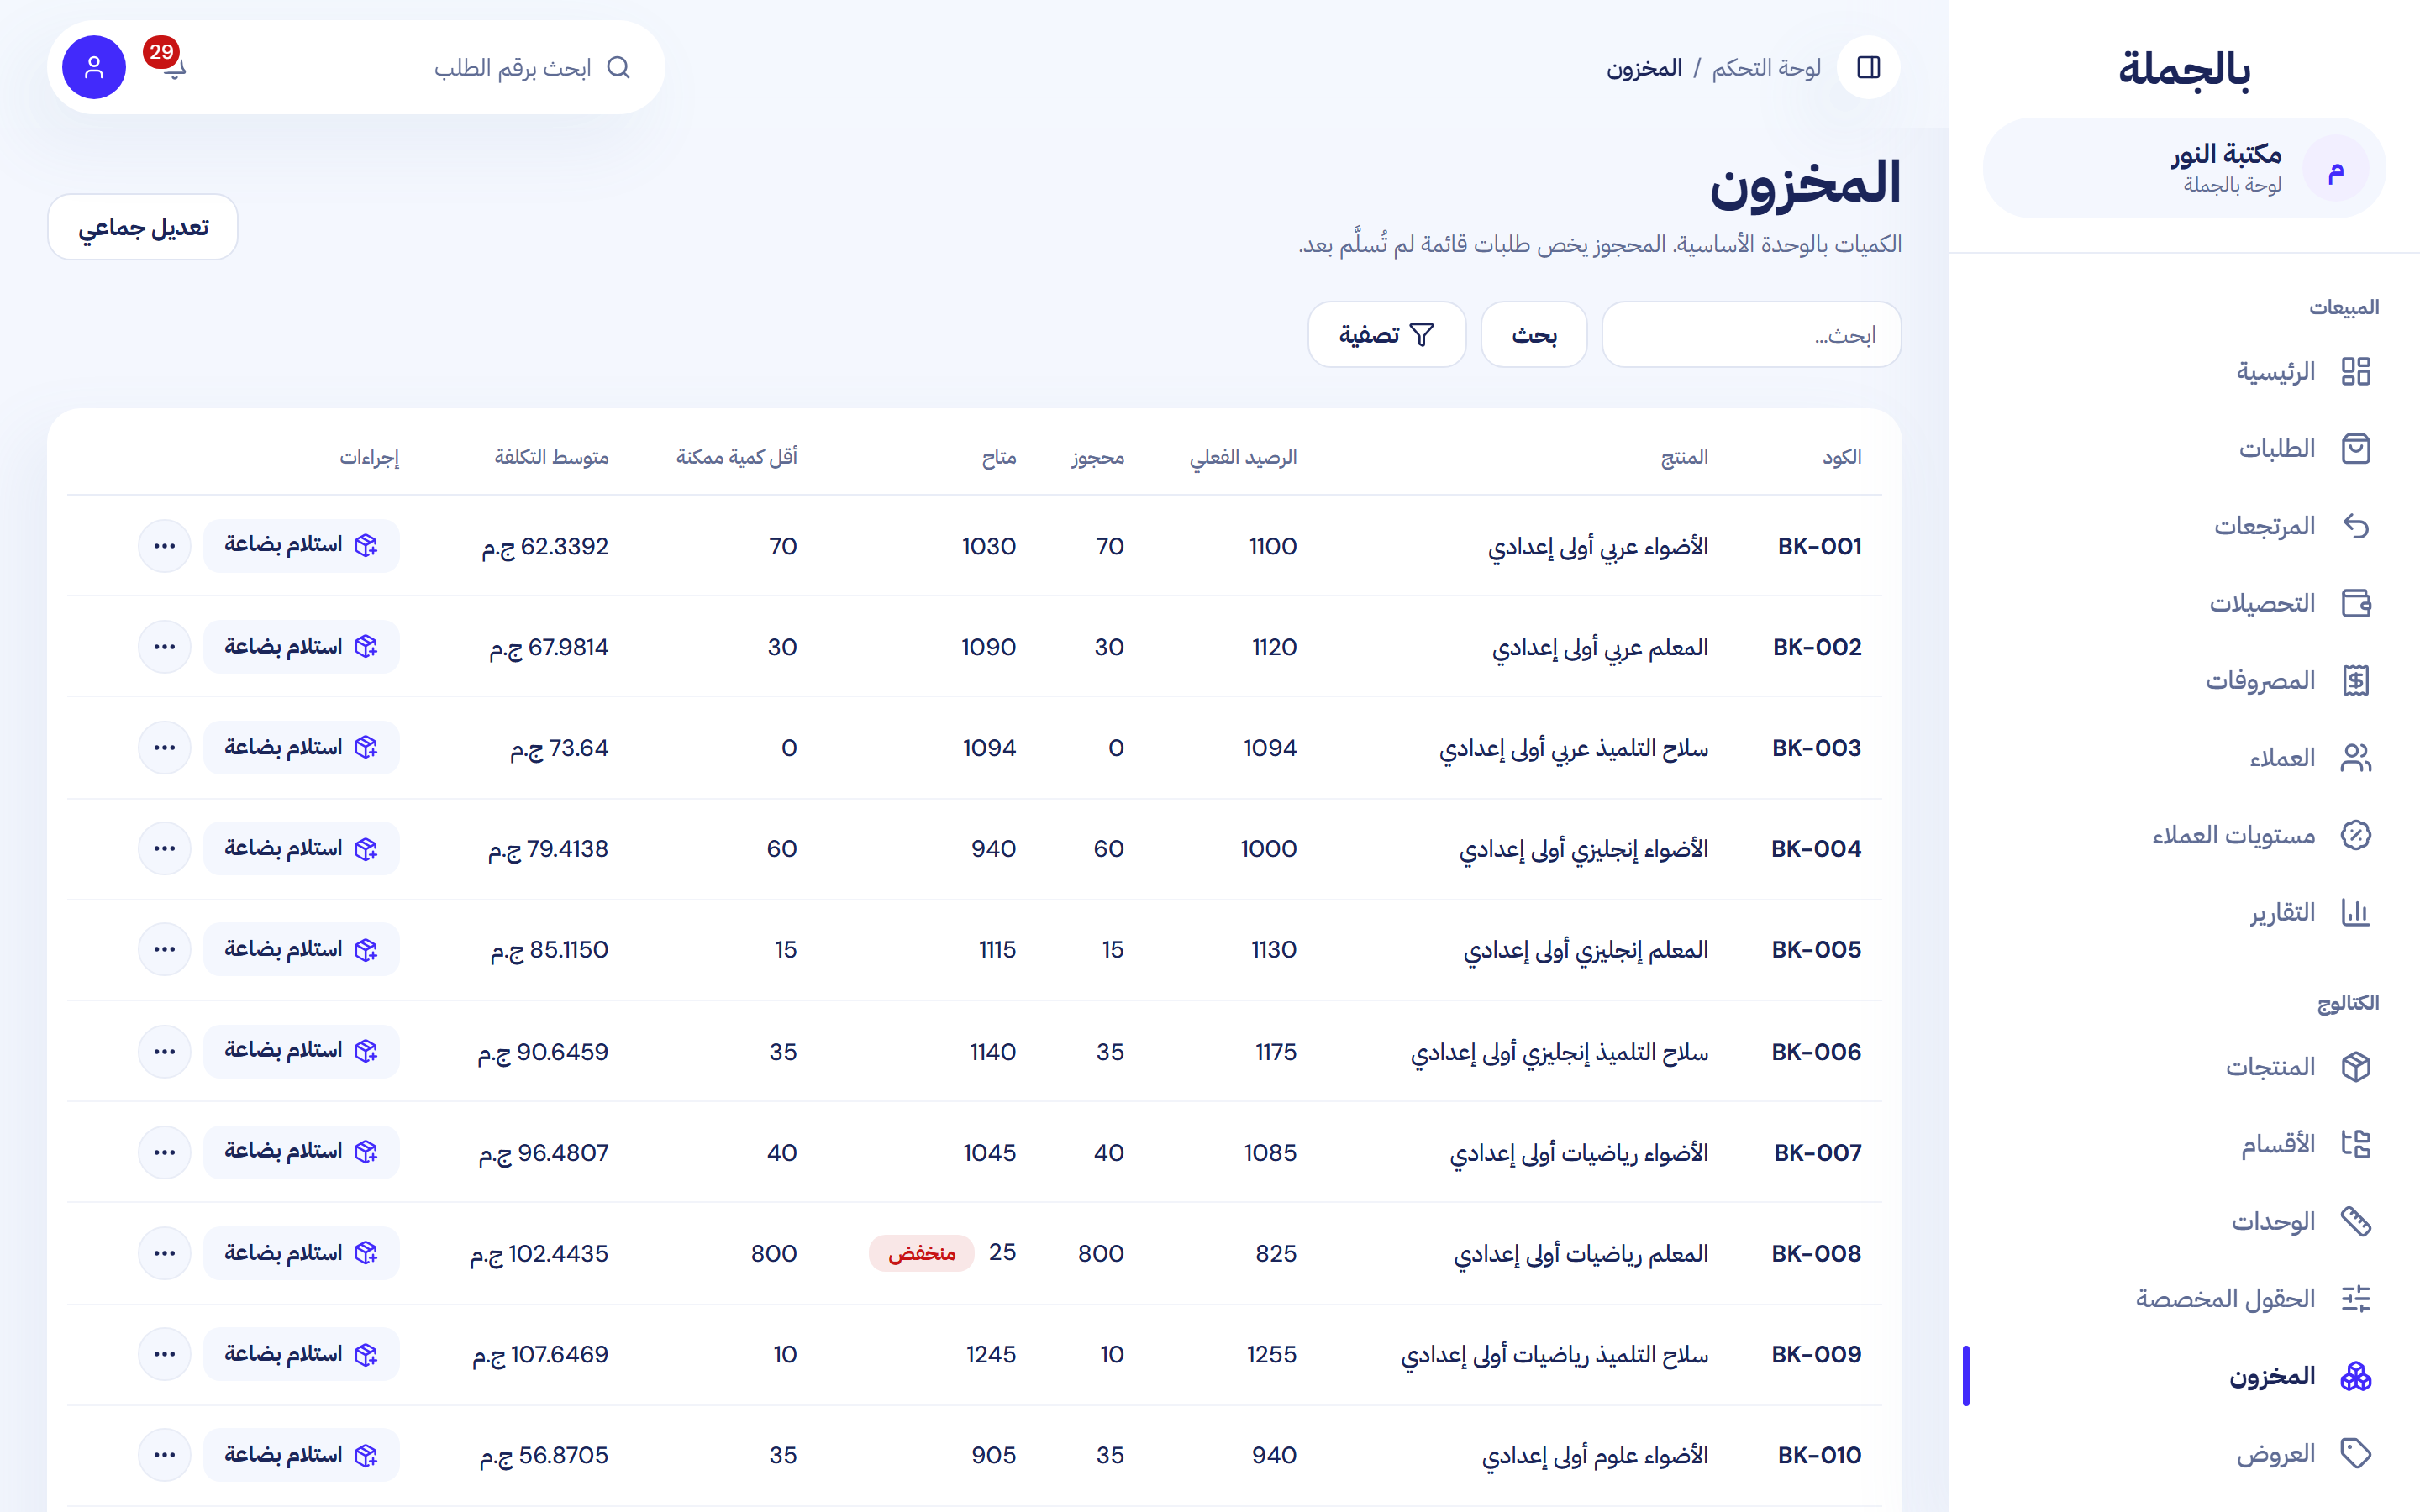 بالجملة
م
مكتبة النور
لوحة بالجملة
المبيعات
الرئيسية
الطلبات
المرتجعات
التحصيلات
المصروفات
العملاء
مستويات العملاء
التقارير
الكتالوج
المنتجات
الأقسام
الوحدات
الحقول المخصصة
المخزون
العروض
لوحة التحكم / المخزون
ابحث برقم الطلب
29
المخزون
الكميات بالوحدة الأساسية. المحجوز يخص طلبات قائمة لم تُسلَّم بعد.
تعديل جماعي
ابحث... بحث تصفية
الكود المنتج الرصيد الفعلي محجوز متاح أقل كمية ممكنة متوسط التكلفة إجراءات
BK-001 الأضواء عربي أولى إعدادي 1100 70 1030 70 62.3392 ج.م استلام بضاعة
BK-002 المعلم عربي أولى إعدادي 1120 30 1090 30 67.9814 ج.م استلام بضاعة
BK-003 سلاح التلميذ عربي أولى إعدادي 1094 0 1094 0 73.64 ج.م استلام بضاعة
BK-004 الأضواء إنجليزي أولى إعدادي 1000 60 940 60 79.4138 ج.م استلام بضاعة
BK-005 المعلم إنجليزي أولى إعدادي 1130 15 1115 15 85.1150 ج.م استلام بضاعة
BK-006 سلاح التلميذ إنجليزي أولى إعدادي 1175 35 1140 35 90.6459 ج.م استلام بضاعة
BK-007 الأضواء رياضيات أولى إعدادي 1085 40 1045 40 96.4807 ج.م استلام بضاعة
BK-008 المعلم رياضيات أولى إعدادي 825 800 25 منخفض 800 102.4435 ج.م استلام بضاعة
BK-009 سلاح التلميذ رياضيات أولى إعدادي 1255 10 1245 10 107.6469 ج.م استلام بضاعة
BK-010 الأضواء علوم أولى إعدادي 940 35 905 35 56.8705 ج.م استلام بضاعة